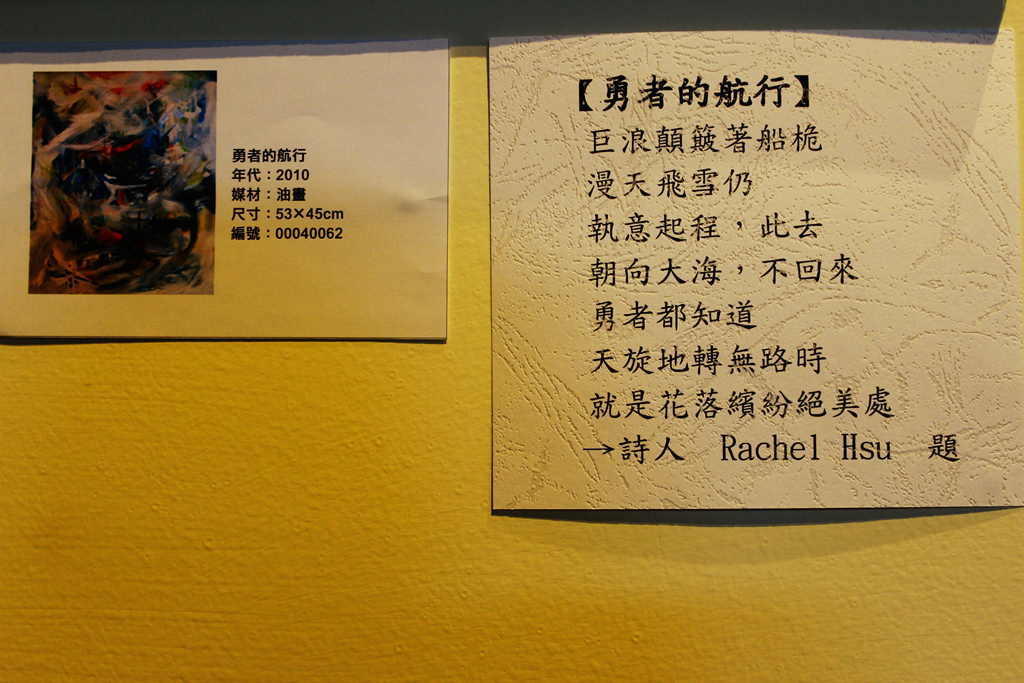 勇者的航行
年代：2010
媒材：油畫
尺寸：53×45cm
編號：00040062
【勇者的航行】
巨浪顛簸著船桅
漫天飛雪仍
執意起程，此去
朝向大海，不回來
勇者都知道
天旋地轉無路時
就是花落繽紛絕美處
→詩人　Rachel Hsu　題